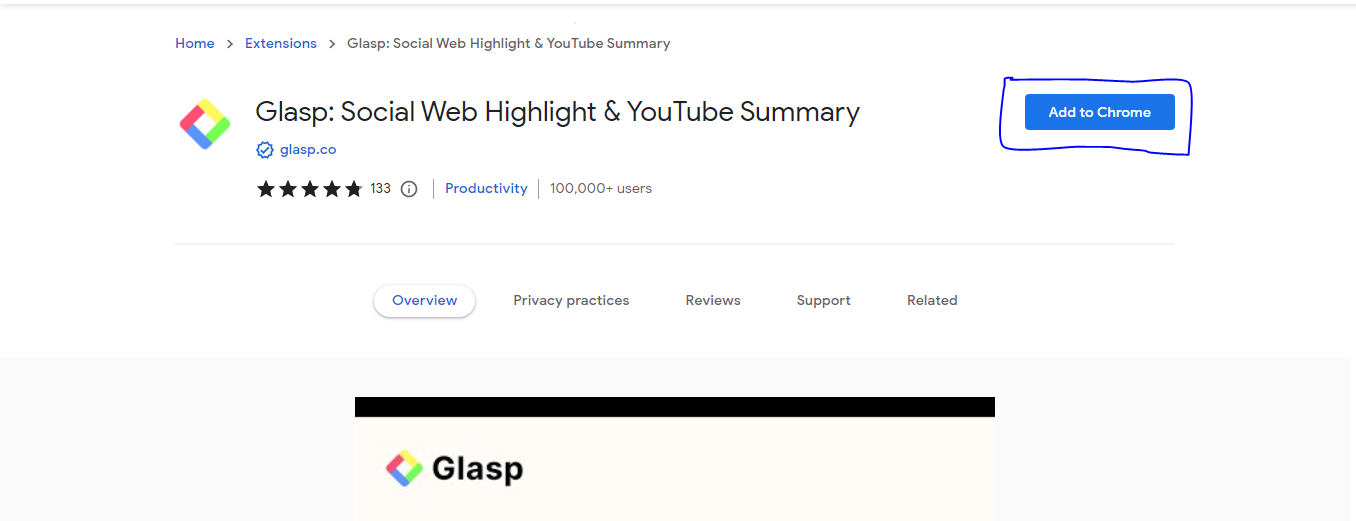 Home > Extensions > Glasp: Social Web Highlight & YouTube Summary
Glasp: Social Web Highlight & YouTube Summary
Add to Chrome
glasp.co
133 Productivity 100,000+ users
Overview Privacy practices Reviews Support Related
Glasp